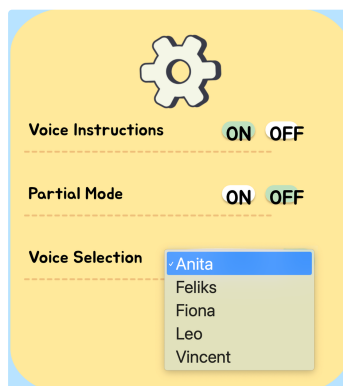 Voice Instructions ON OFF
Partial Mode ON OFF
Voice Selection
Anita
Feliks
Fiona
Leo
Vincent